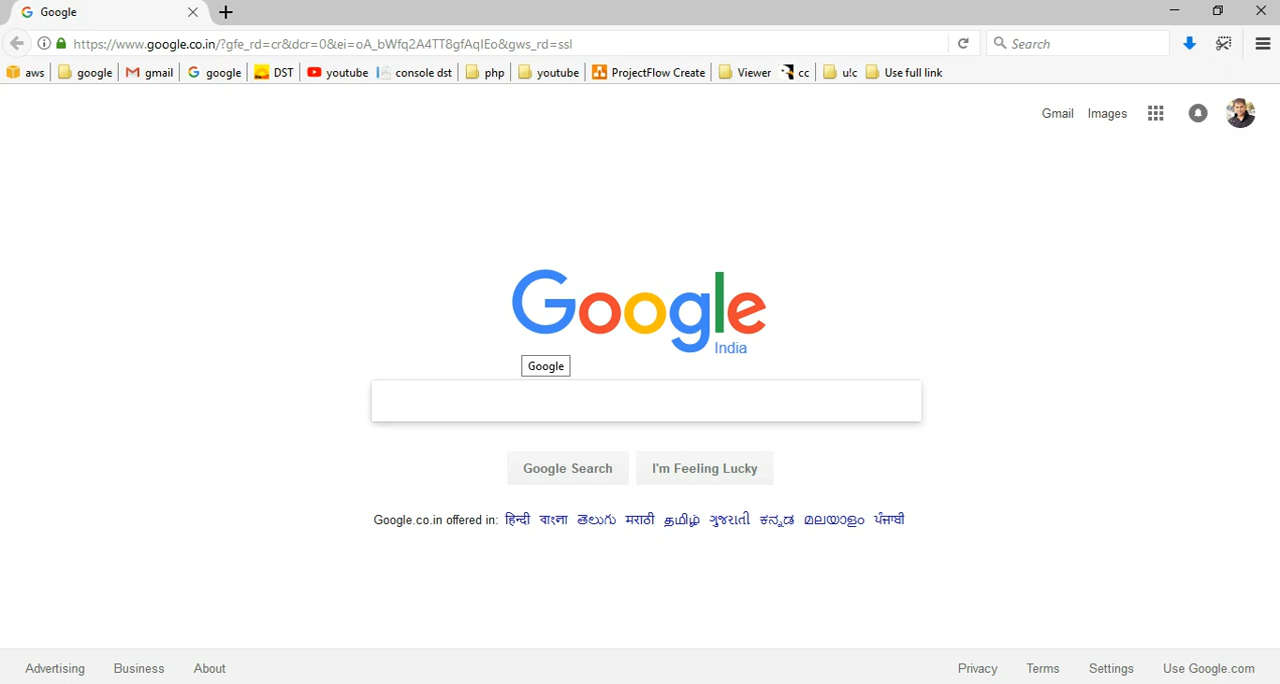 Google
https://www.google.co.in/?gfe_rd=cr&dcr=0&ei=oA_bWfq2A4TT8gfAqIEo&gws_rd=ssl
Search
aws google gmail google DST youtube console dst php youtube ProjectFlow Create Viewer cc u!c Use full link
Gmail Images
Google
India
Google
Google Search I'm Feeling Lucky
Google.co.in offered in: हिन्दी বাংলা తెలుగు मराठी தமிழ் ગુજરાતી ಕನ್ನಡ മലയാളം ਪੰਜਾਬੀ
Advertising Business About Privacy Terms Settings Use Google.com